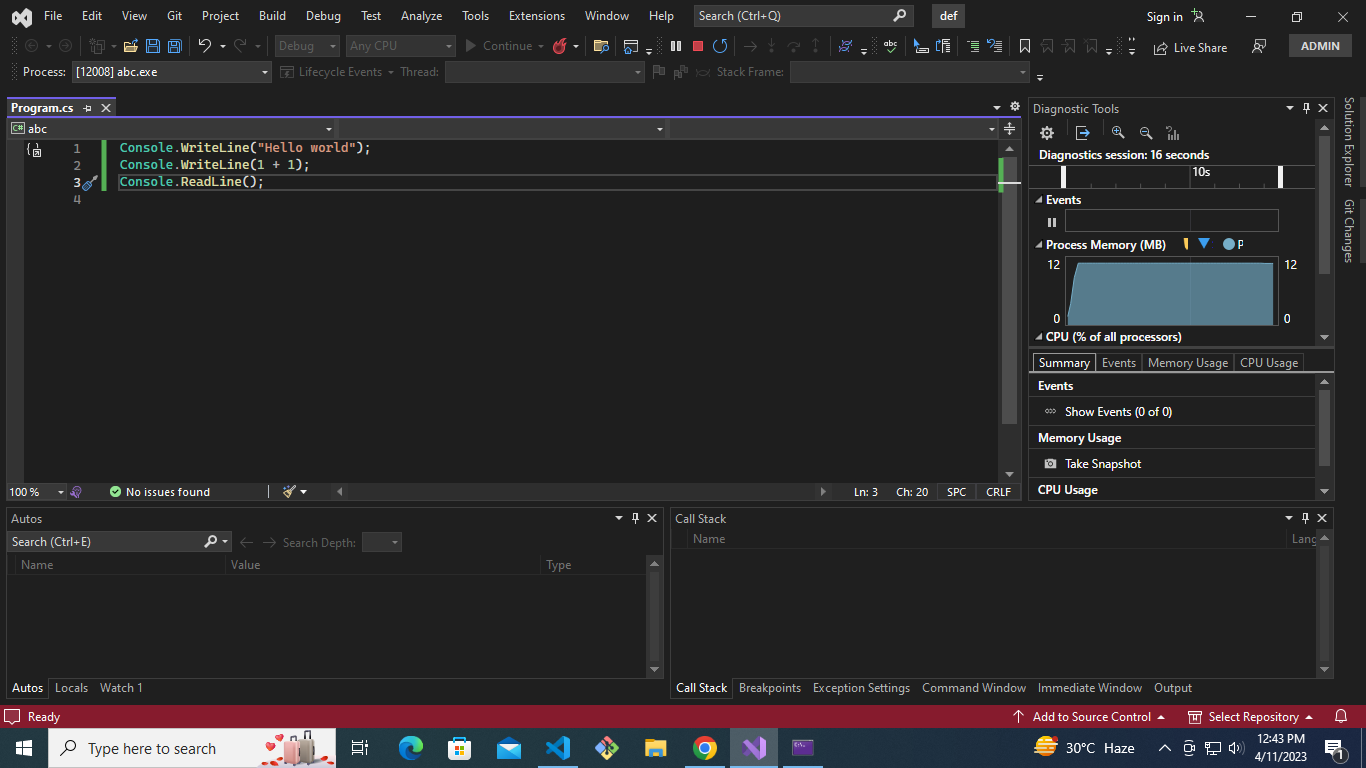 File Edit View Git Project Build Debug Test Analyze Tools Extensions Window Help Search (Ctrl+Q) def Sign in
Debug Any CPU Continue Live Share ADMIN
Process: [12008] abc.exe Lifecycle Events Thread: Stack Frame:
Program.cs
C# abc
1 Console.WriteLine("Hello world");
2 Console.WriteLine(1 + 1);
3 Console.ReadLine();
4
100 % No issues found Ln: 3 Ch: 20 SPC CRLF
Diagnostic Tools
Diagnostics session: 16 seconds
10s
Events
Process Memory (MB) P
12 12
0 0
CPU (% of all processors)
Summary Events Memory Usage CPU Usage
Events
Show Events (0 of 0)
Memory Usage
Take Snapshot
CPU Usage
Solution Explorer
Git Changes
Autos
Search (Ctrl+E) Search Depth:
Name Value Type
Autos Locals Watch 1
Call Stack
Name Lang
Call Stack Breakpoints Exception Settings Command Window Immediate Window Output
Ready Add to Source Control Select Repository
Type here to search 30°C Haze 12:43 PM
4/11/2023
1